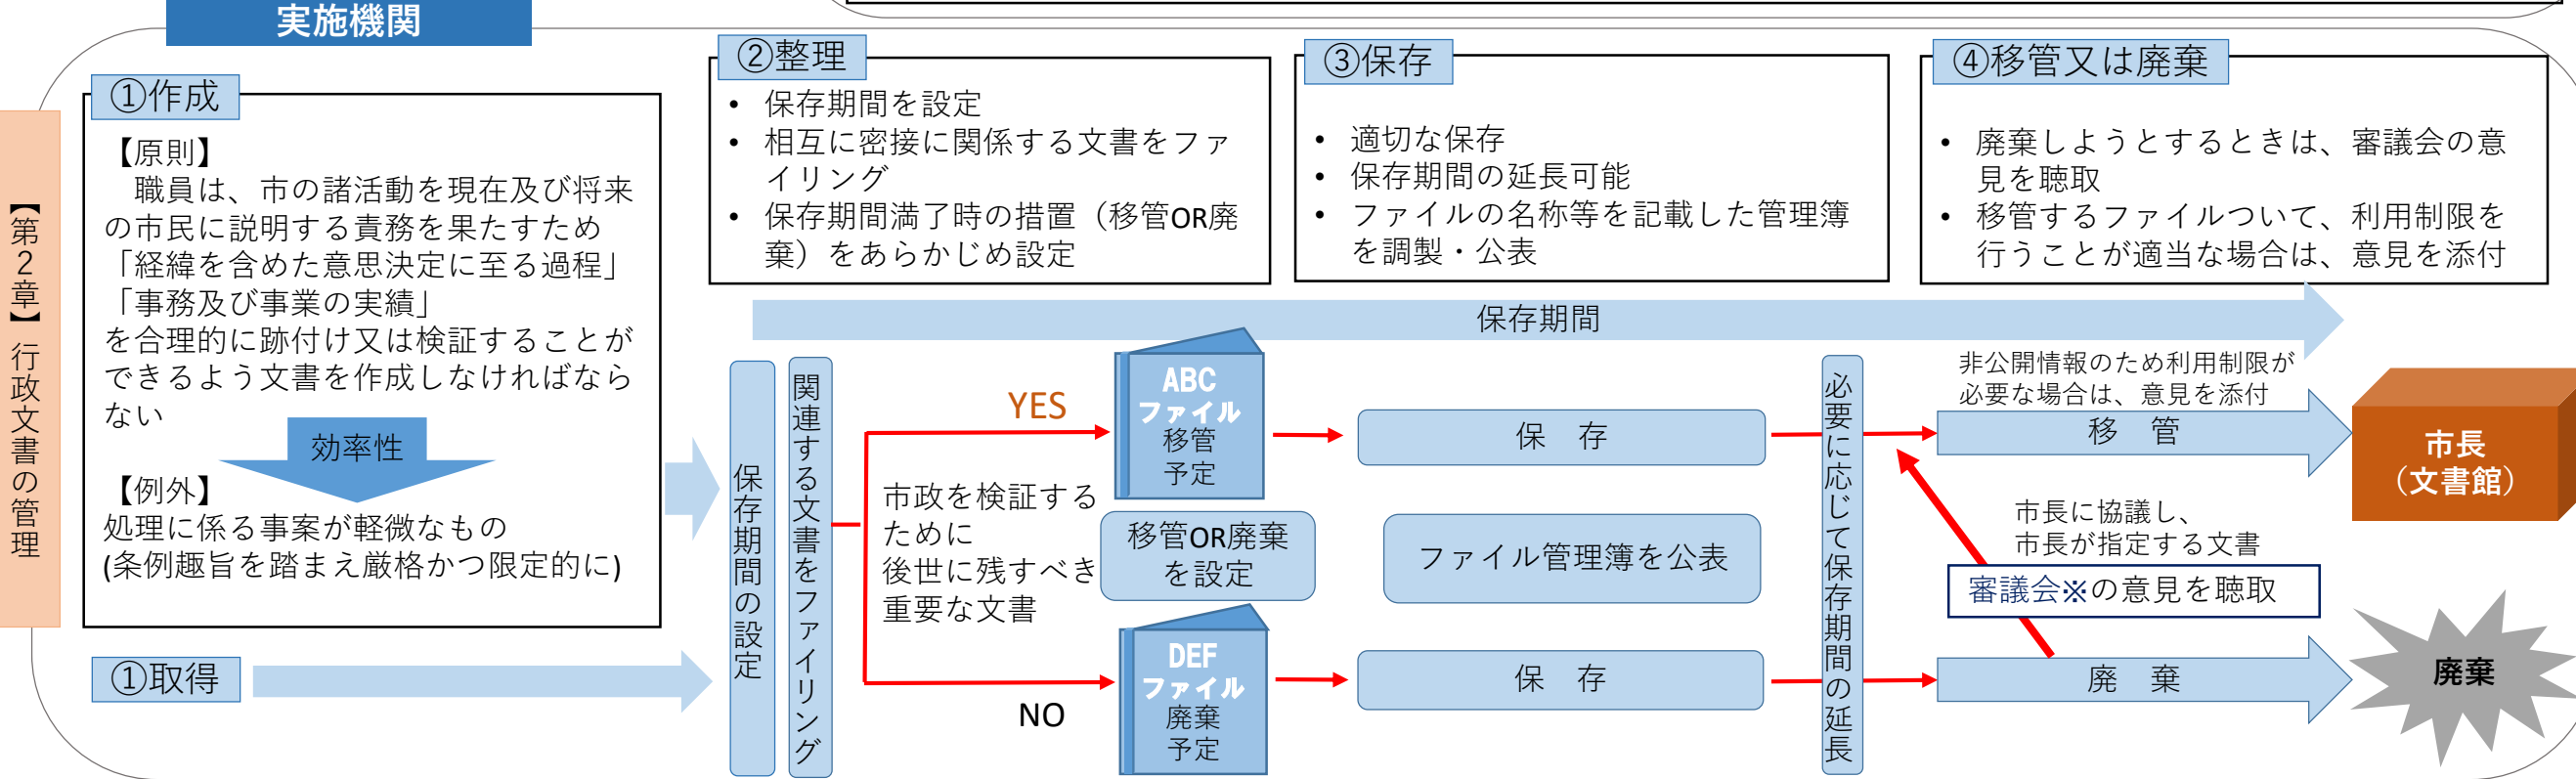 実施機関
【第２章】行政文書の管理
①作成
【原則】
職員は、市の諸活動を現在及び将来
の市民に説明する責務を果たすため
「経緯を含めた意思決定に至る過程」
「事務及び事業の実績」
を合理的に跡付け又は検証することが
できるよう文書を作成しなければなら
ない
効率性
【例外】
処理に係る事案が軽微なもの
(条例趣旨を踏まえ厳格かつ限定的に)
①取得
②整理
• 保存期間を設定
• 相互に密接に関係する文書をファ
イリング
• 保存期間満了時の措置（移管OR廃
棄）をあらかじめ設定
③保存
• 適切な保存
• 保存期間の延長可能
• ファイルの名称等を記載した管理簿
を調製・公表
④移管又は廃棄
• 廃棄しようとするときは、審議会の意
見を聴取
• 移管するファイルついて、利用制限を
行うことが適当な場合は、意見を添付
保存期間
保存期間の設定
関連する文書をファイリング
YES
市政を検証する
ために
後世に残すべき
重要な文書
NO
ABC
ファイル
移管
予定
移管OR廃棄
を設定
DEF
ファイル
廃棄
予定
保　存
ファイル管理簿を公表
保　存
必要に応じて保存期間の延長
非公開情報のため利用制限が
必要な場合は、意見を添付
移　管
市長
（文書館）
市長に協議し、
市長が指定する文書
審議会※の意見を聴取
廃　棄
廃棄